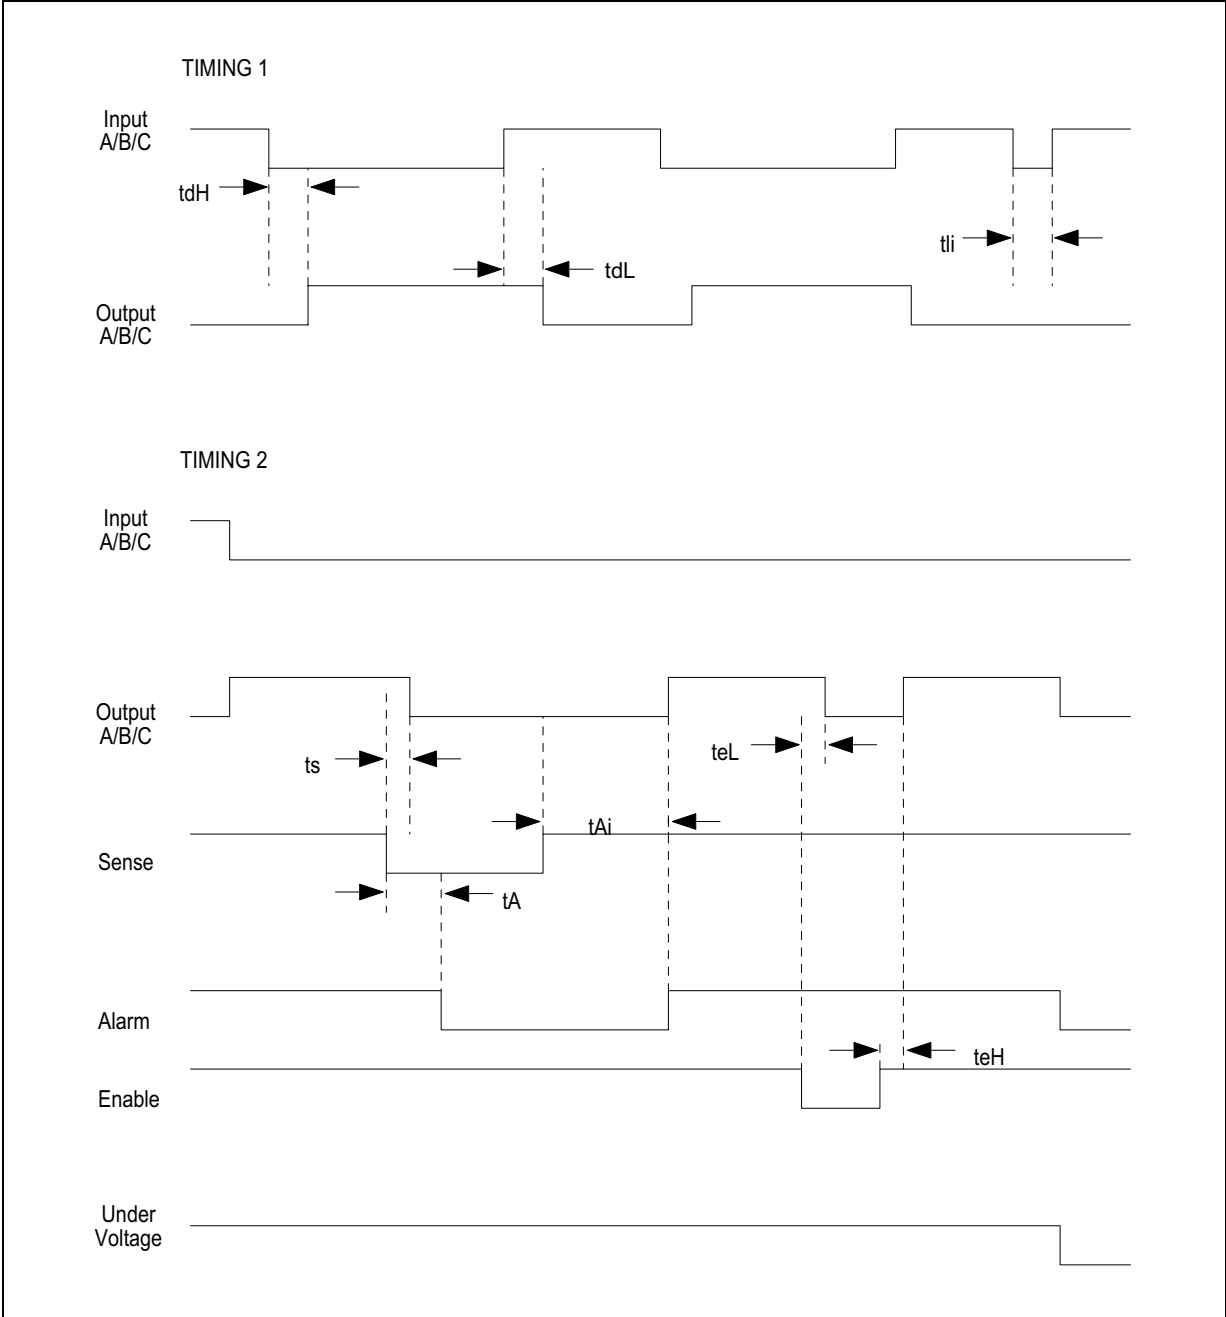 TIMING 1
Input
A/B/C
tdH
tli
tdL
Output
A/B/C
TIMING 2
Input
A/B/C
Output
A/B/C
teL
ts
tAi
Sense
tA
Alarm
teH
Enable
Under
Voltage